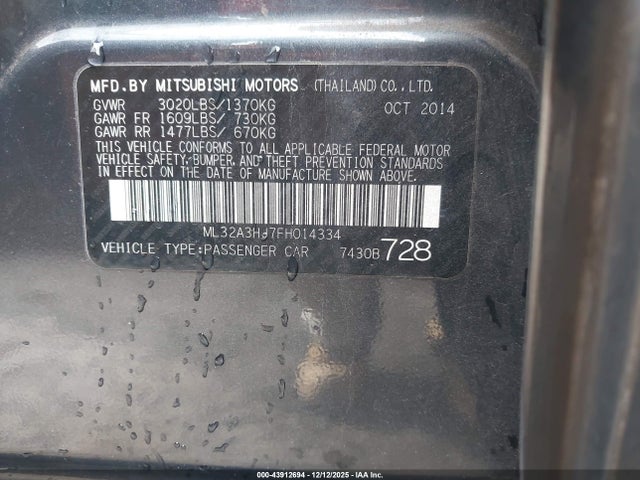 MFD.BY MITSUBISHI MOTORS (THAILAND) CO., LTD.
GVWR 3020LBS/1370KG OCT 2014
GAWR FR 1609LBS/ 730KG
GAWR RR 1477LBS/ 670KG
THIS VEHICLE CONFORMS TO ALL APPLICABLE FEDERAL MOTOR
VEHICLE SAFETY, BUMPER, AND THEFT PREVENTION STANDARDS
IN EFFECT ON THE DATE OF MANUFACTURE SHOWN ABOVE.
ML32A3HJ7FH014334
VEHICLE TYPE:PASSENGER CAR 7430B 728
000-43912694 | 12/12/2025 | IAA Inc.